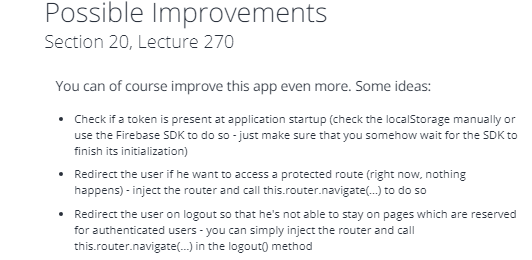 Possible Improvements
Section 20, Lecture 270
You can of course improve this app even more. Some ideas:
• Check if a token is present at application startup (check the localStorage manually or
use the Firebase SDK to do so - just make sure that you somehow wait for the SDK to
finish its initialization)
• Redirect the user if he want to access a protected route (right now, nothing
happens) - inject the router and call this.router.navigate(...) to do so
• Redirect the user on logout so that he's not able to stay on pages which are reserved
for authenticated users - you can simply inject the router and call
this.router.navigate(...) in the logout() method